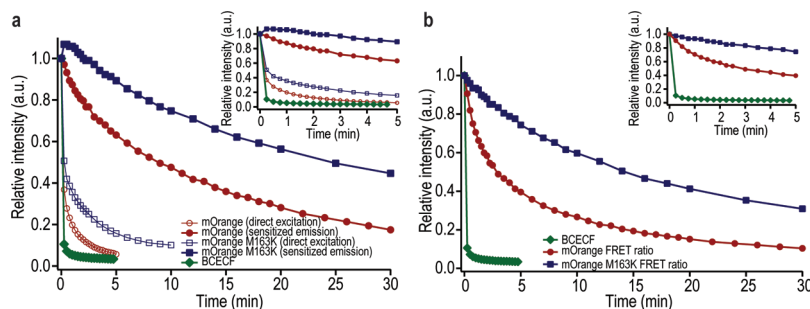 a
Relative intensity (a.u.)
1.0
0.8
0.6
0.4
0.2
0.0
0
5
10
15
20
25
30
Time (min)
Relative intensity (a.u.)
1.0
0.8
0.6
0.4
0.2
0.0
0
1
2
3
4
5
Time (min)
mOrange (direct excitation)
mOrange (sensitized emission)
mOrange M163K (direct excitation)
mOrange M163K (sensitized emission)
BCECF
b
Relative intensity (a.u.)
1.0
0.8
0.6
0.4
0.2
0.0
0
5
10
15
20
25
30
Time (min)
Relative intensity (a.u.)
1.0
0.8
0.6
0.4
0.2
0.0
0
1
2
3
4
5
Time (min)
BCECF
mOrange FRET ratio
mOrange M163K FRET ratio